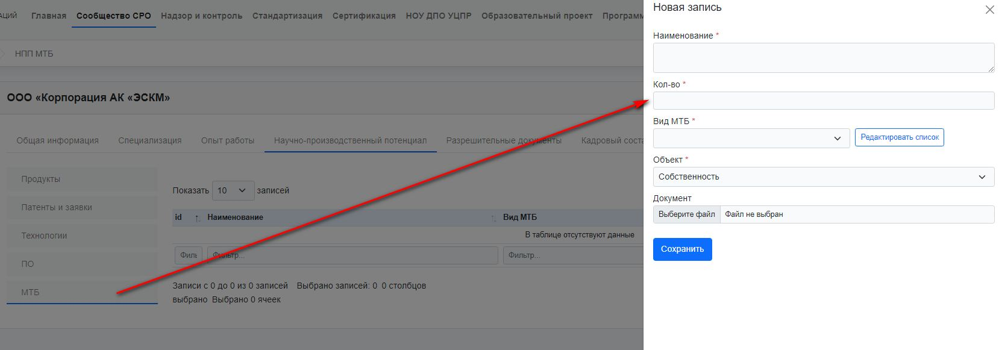 АЦИЙ Главная Сообщество СРО Надзор и контроль Стандартизация Сертификация НОУ ДПО УЦПР Образовательный проект Программ
НПП МТБ
ООО «Корпорация АК «ЭСКМ»
Общая информация Специализация Опыт работы Научно-производственный потенциал Разрешительные документы Кадровый соста
Продукты
Патенты и заявки
Технологии
ПО
МТБ
Показать 10 записей
id Наименование Вид МТБ
В таблице отсутствуют данные
Филь Фильтр... Фильтр...
Записи с 0 до 0 из 0 записей Выбрано записей: 0 0 столбцов
выбрано Выбрано 0 ячеек
Новая запись
Наименование *
Кол-во *
Вид МТБ *
Редактировать список
Объект *
Собственность
Документ
Выберите файл Файл не выбран
Сохранить